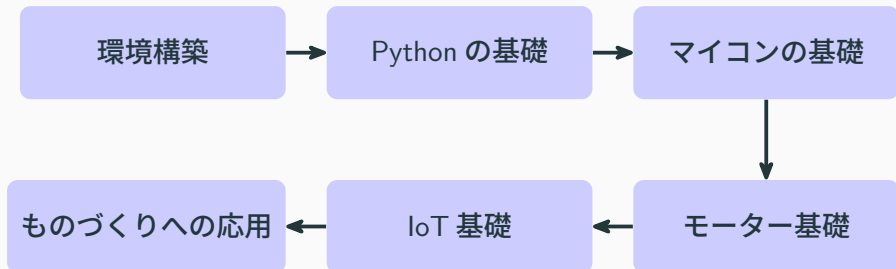 環境構築
Python の基礎
マイコンの基礎
モーター基礎
IoT 基礎
ものづくりへの応用